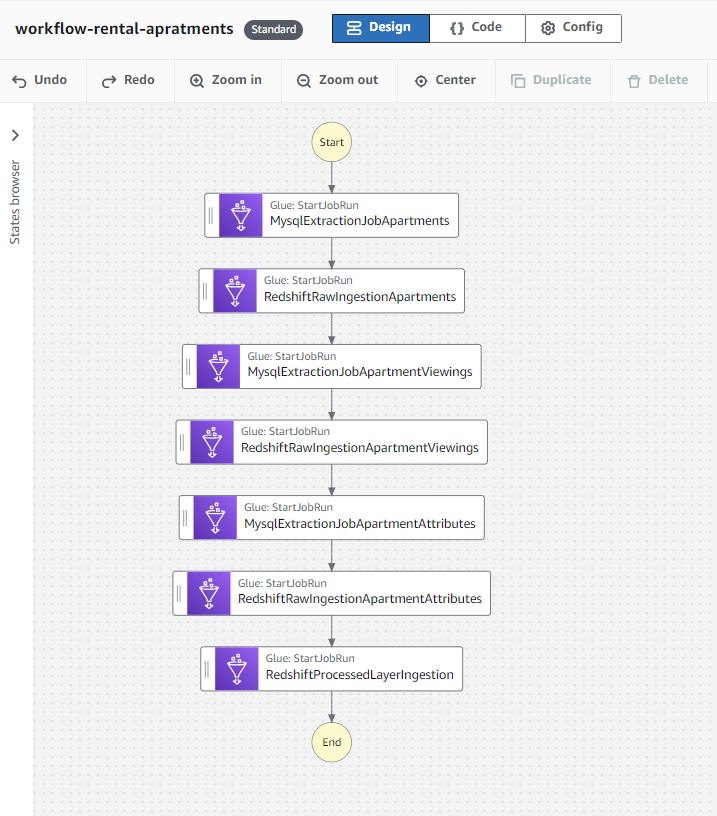 workflow-rental-apratments Standard Design Code Config
Undo Redo Zoom in Zoom out Center Duplicate Delete
States browser
Start
Glue: StartJobRun
MysqlExtractionJobApartments
Glue: StartJobRun
RedshiftRawIngestionApartments
Glue: StartJobRun
MysqlExtractionJobApartmentViewings
Glue: StartJobRun
RedshiftRawIngestionApartmentViewings
Glue: StartJobRun
MysqlExtractionJobApartmentAttributes
Glue: StartJobRun
RedshiftRawIngestionApartmentAttributes
Glue: StartJobRun
RedshiftProcessedLayerIngestion
End